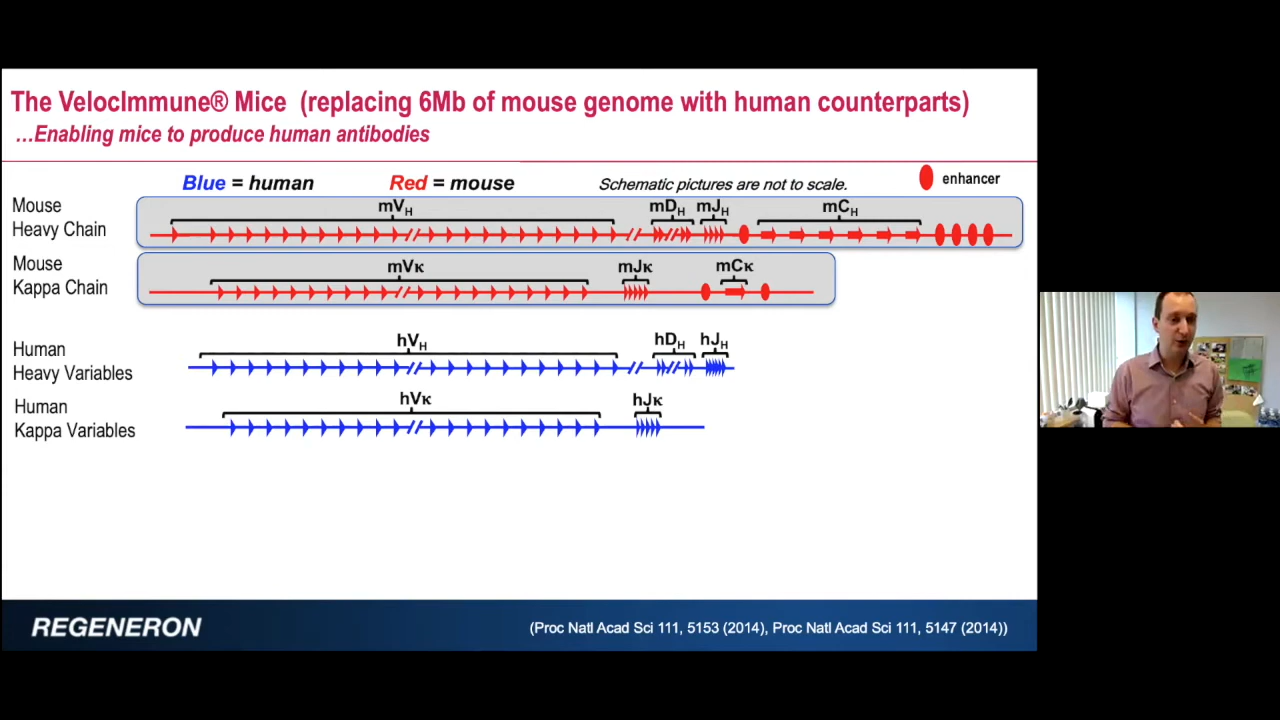 The VelocImmune® Mice (replacing 6Mb of mouse genome with human counterparts)
…Enabling mice to produce human antibodies
Blue = human
Red = mouse
Schematic pictures are not to scale.
enhancer
Mouse
Heavy Chain
mVH
mDH
mJH
mCH
Mouse
Kappa Chain
mVκ
mJκ
mCκ
Human
Heavy Variables
hVH
hDH
hJH
Human
Kappa Variables
hVκ
hJκ
REGENERON
(Proc Natl Acad Sci 111, 5153 (2014), Proc Natl Acad Sci 111, 5147 (2014))